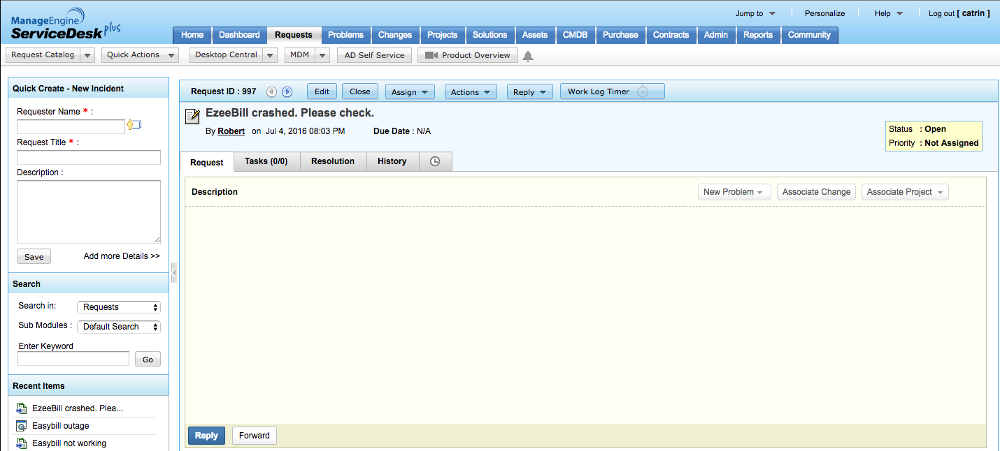 ManageEngine
ServiceDesk plus
Jump to Personalize Help Log out [ catrin ]
Home Dashboard Requests Problems Changes Projects Solutions Assets CMDB Purchase Contracts Admin Reports Community
Request Catalog Quick Actions Desktop Central MDM AD Self Service Product Overview
Quick Create - New Incident
Requester Name * :
Request Title * :
Description :
Save Add more Details >>
Search
Search in: Requests
Sub Modules : Default Search
Enter Keyword
Go
Recent Items
EzeeBill crashed. Plea...
Easybill outage
Easybill not working
Request ID : 997 Edit Close Assign Actions Reply Work Log Timer
EzeeBill crashed. Please check.
By Robert on Jul 4, 2016 08:03 PM Due Date : N/A
Status : Open
Priority : Not Assigned
Request Tasks (0/0) Resolution History
Description New Problem Associate Change Associate Project
Reply Forward